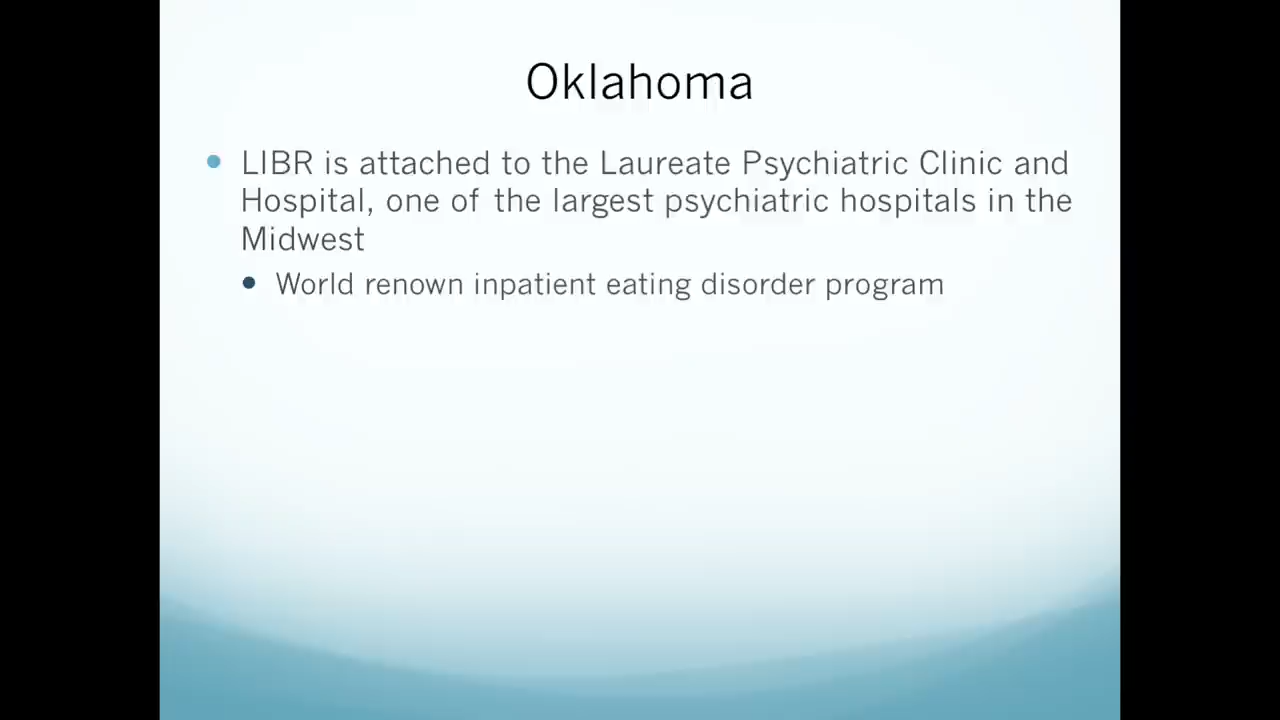 Oklahoma
LIBR is attached to the Laureate Psychiatric Clinic and
Hospital, one of the largest psychiatric hospitals in the
Midwest
World renown inpatient eating disorder program